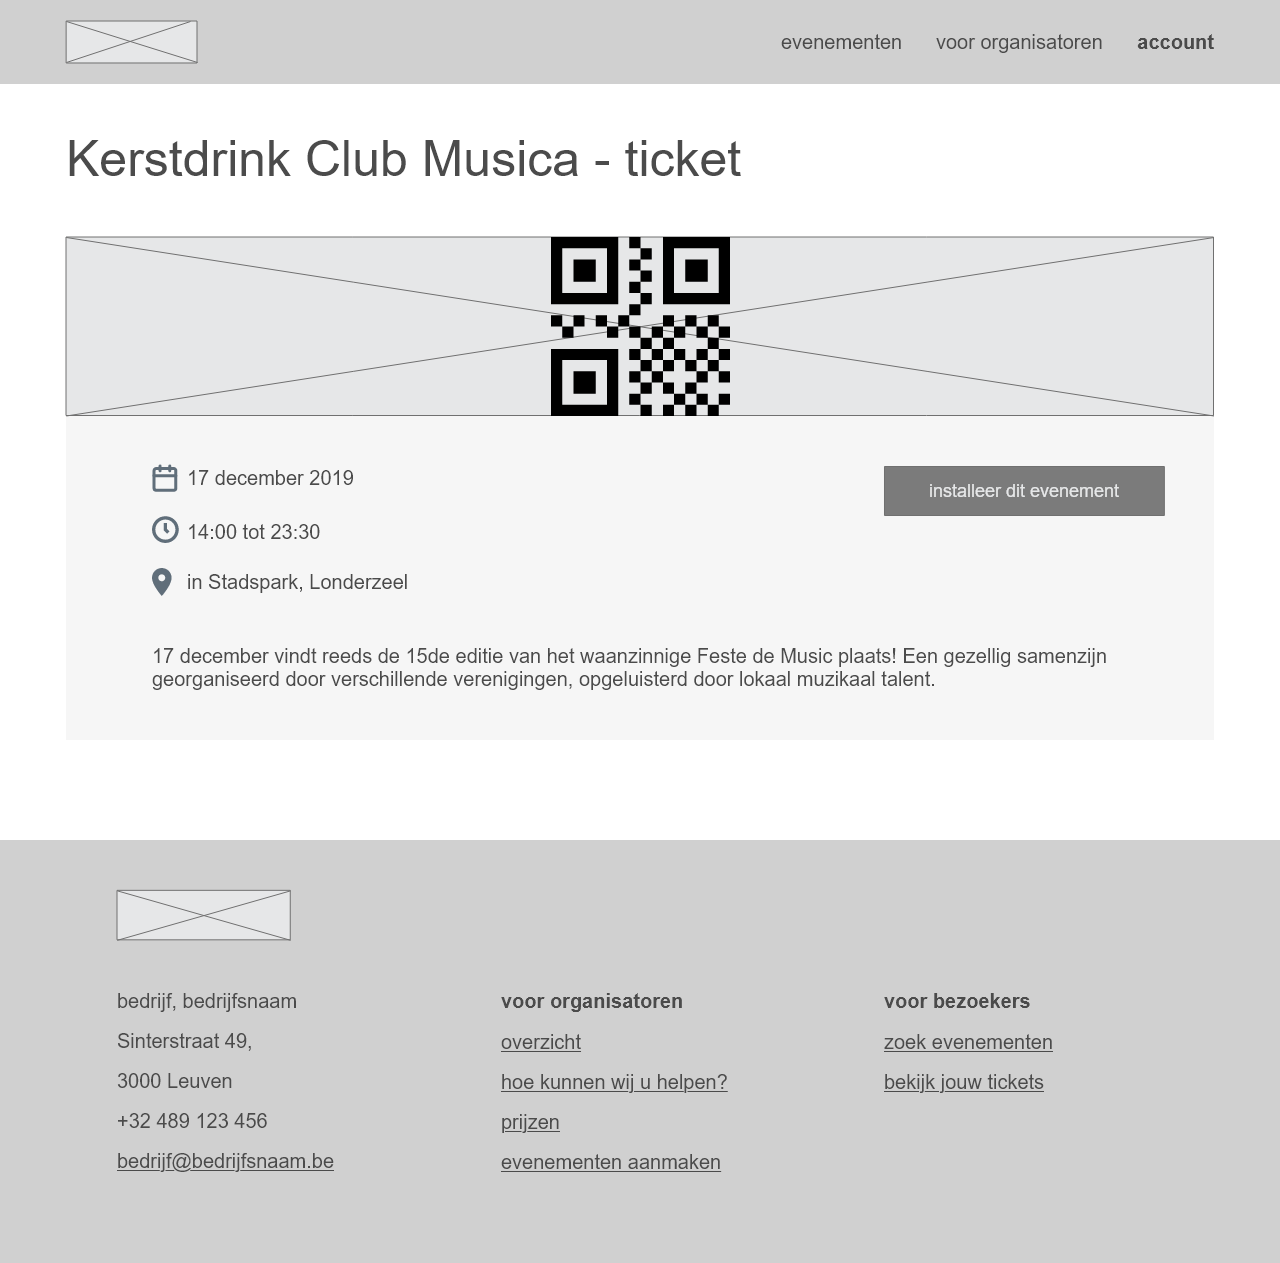 evenementen voor organisatoren account
Kerstdrink Club Musica - ticket
17 december 2019
installeer dit evenement
14:00 tot 23:30
in Stadspark, Londerzeel
17 december vindt reeds de 15de editie van het waanzinnige Feste de Music plaats! Een gezellig samenzijn
georganiseerd door verschillende verenigingen, opgeluisterd door lokaal muzikaal talent.
bedrijf, bedrijfsnaam
Sinterstraat 49,
3000 Leuven
+32 489 123 456
bedrijf@bedrijfsnaam.be
voor organisatoren
overzicht
hoe kunnen wij u helpen?
prijzen
evenementen aanmaken
voor bezoekers
zoek evenementen
bekijk jouw tickets